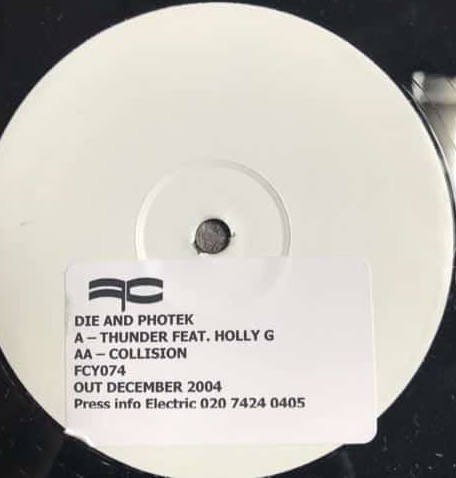 DIE AND PHOTEK
A – THUNDER FEAT. HOLLY G
AA – COLLISION
FCY074
OUT DECEMBER 2004
Press info Electric 020 7424 0405